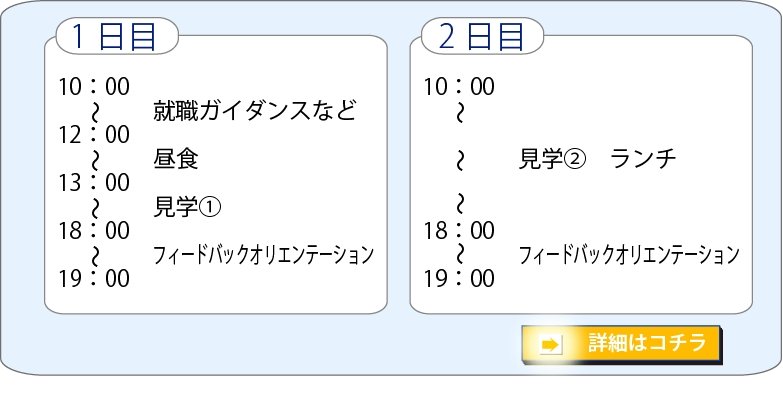 1日目
10：00
～ 就職ガイダンスなど
12：00
～ 昼食
13：00
～ 見学①
18：00
～ フィードバックオリエンテーション
19：00
2日目
10：00
～
～ 見学②　ランチ
～
18：00
～ フィードバックオリエンテーション
19：00
詳細はコチラ